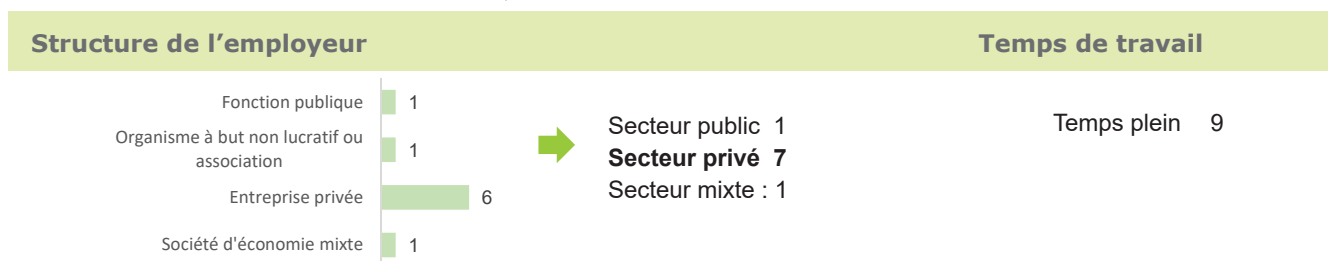 Structure de l’employeur
Temps de travail
Fonction publique 1
Organisme à but non lucratif ou
association 1
Entreprise privée 6
Société d'économie mixte 1
Secteur public 1
Secteur privé 7
Secteur mixte : 1
Temps plein 9